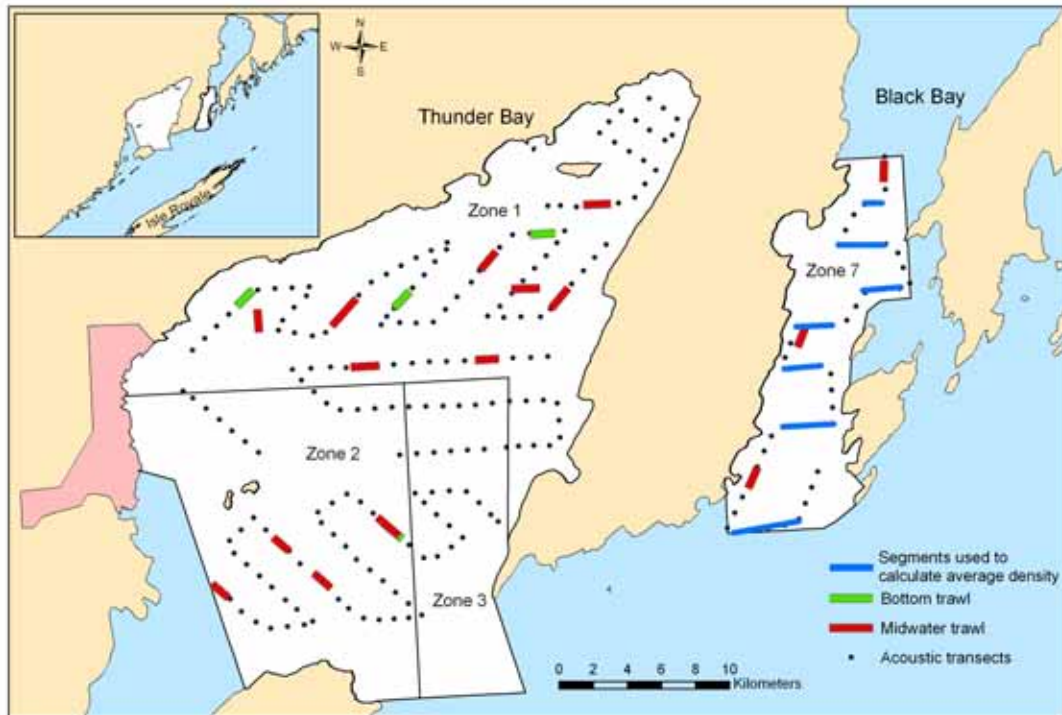 N
W E
S
Isle Royale
Thunder Bay
Black Bay
Zone 1
Zone 7
Zone 2
Zone 3
Segments used to
calculate average density
Bottom trawl
Midwater trawl
Acoustic transects
0 2 4 6 8 10
Kilometers